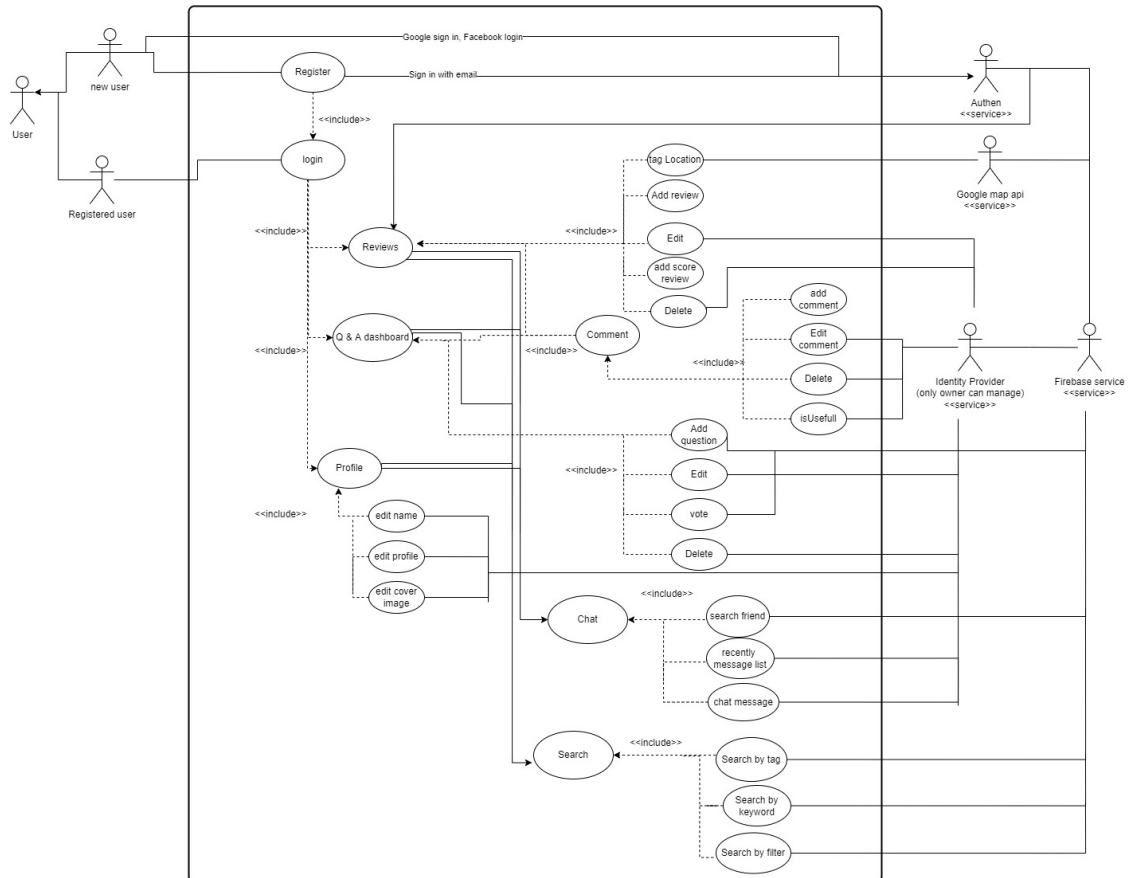 Google sign in, Facebook login
new user
Register
Sign in with email
User
Authen
<<service>>
<<include>>
login
tag Location
Google map api
<<service>>
Registered user
Add review
<<include>>
<<include>>
Reviews
Edit
add score
review
Delete
add
comment
Q & A dashboard
<<include>>
Comment
<<include>>
Edit
comment
<<include>>
Delete
Identity Provider
(only owner can manage)
<<service>>
Firebase service
<<service>>
isUsefull
Add
question
Profile
<<include>>
Edit
<<include>>
edit name
vote
edit profile
Delete
edit cover
image
<<include>>
Chat
search friend
recently
message list
chat message
<<include>>
Search
Search by tag
Search by
keyword
Search by filter